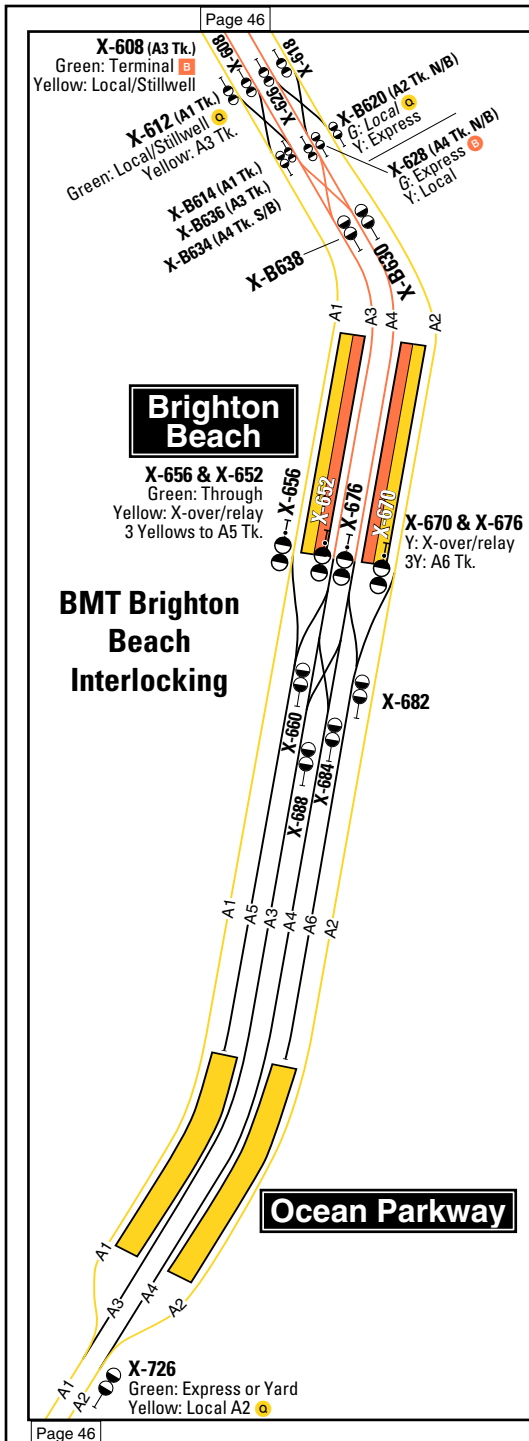 Page 46
X-608 (A3 Tk.)
Green: Terminal B
Yellow: Local/Stillwell
X-608
X-618
X-626
X-612 (A1 Tk.)
Green: Local/Stillwell Q
Yellow: A3 Tk.
X-B620 (A2 Tk. N/B)
G: Local Q
Y: Express
X-628 (A4 Tk. N/B)
G: Express B
Y: Local
X-B614 (A1 Tk.)
X-B636 (A3 Tk.)
X-B634 (A4 Tk. S/B)
X-B638
X-B630
A1
A3
A4
A2
Brighton
Beach
X-656 & X-652
Green: Through
Yellow: X-over/relay
3 Yellows to A5 Tk.
X-656
X-652
X-676
X-670
X-670 & X-676
Y: X-over/relay
3Y: A6 Tk.
BMT Brighton
Beach
Interlocking
X-682
X-660
X-684
X-688
A1
A5
A3
A4
A6
A2
Ocean Parkway
A1
A3
A4
A2
A1
A2
X-726
Green: Express or Yard
Yellow: Local A2 Q
Page 46